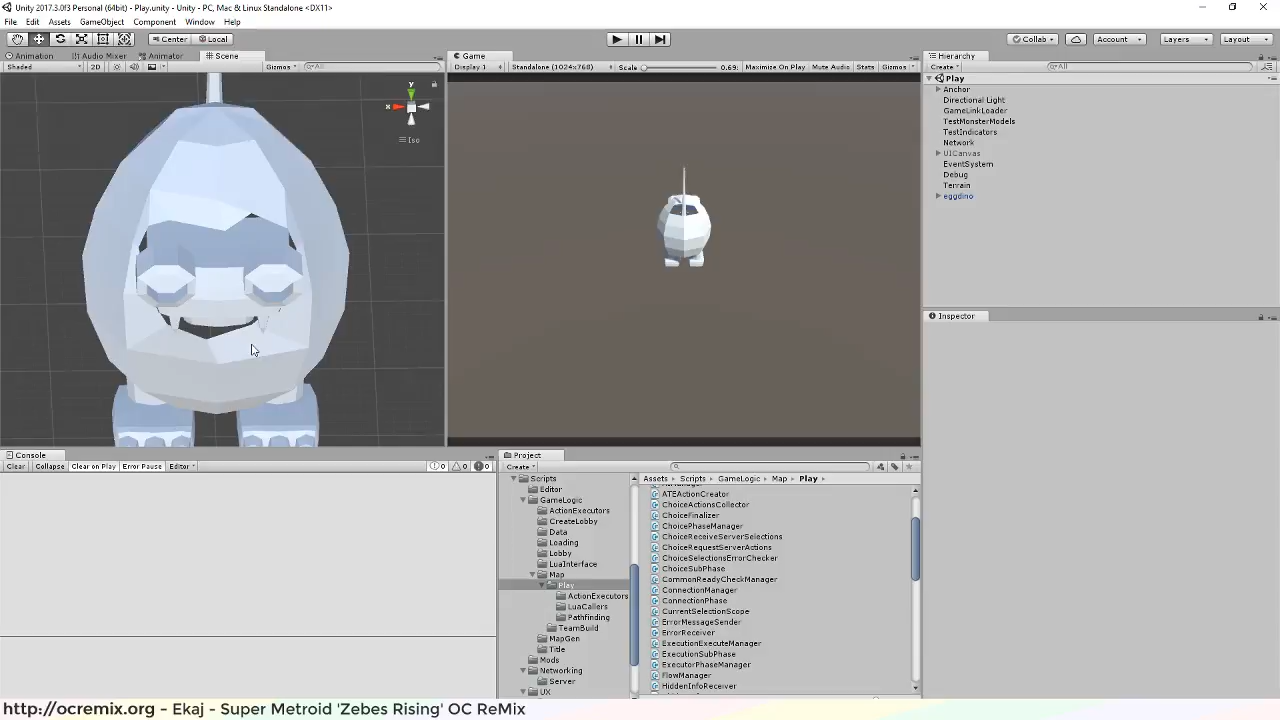 Unity 2017.3.0f3 Personal (64bit) - Play.unity - Unity - PC, Mac & Linux Standalone <DX11>
File Edit Assets GameObject Component Window Help
Center Local Collab Account Layers Layout
Animation Audio Mixer Animator Scene Game Hierarchy
Shaded 2D Gizmos All Display 1 Standalone (1024x768) Scale 0.69 Maximize On Play Mute Audio Stats Gizmos Create All
Play
y
x
Iso
Anchor
Directional Light
GameLinkLoader
TestMonsterModels
TestIndicators
Network
UICanvas
EventSystem
Debug
Terrain
eggdino
Inspector
Console Project
Clear Collapse Clear on Play Error Pause Editor 0 0 0 Create
Scripts
Editor
GameLogic
ActionExecutors
CreateLobby
Data
Loading
Lobby
LuaInterface
Map
Play
ActionExecutors
LuaCallers
Pathfinding
TeamBuild
MapGen
Title
Mods
Networking
Server
UX
Assets Scripts GameLogic Map Play
ATEActionCreator
ChoiceActionsCollector
ChoiceFinalizer
ChoicePhaseManager
ChoiceReceiveServerSelections
ChoiceRequestServerActions
ChoiceSelectionsErrorChecker
ChoiceSubPhase
CommonReadyCheckManager
ConnectionManager
ConnectionPhase
CurrentSelectionScope
ErrorMessageSender
ErrorReceiver
ExecutionExecuteManager
ExecutionSubPhase
ExecutorPhaseManager
FlowManager
HiddenInfoReceiver
http://ocremix.org - Ekaj - Super Metroid 'Zebes Rising' OC ReMix